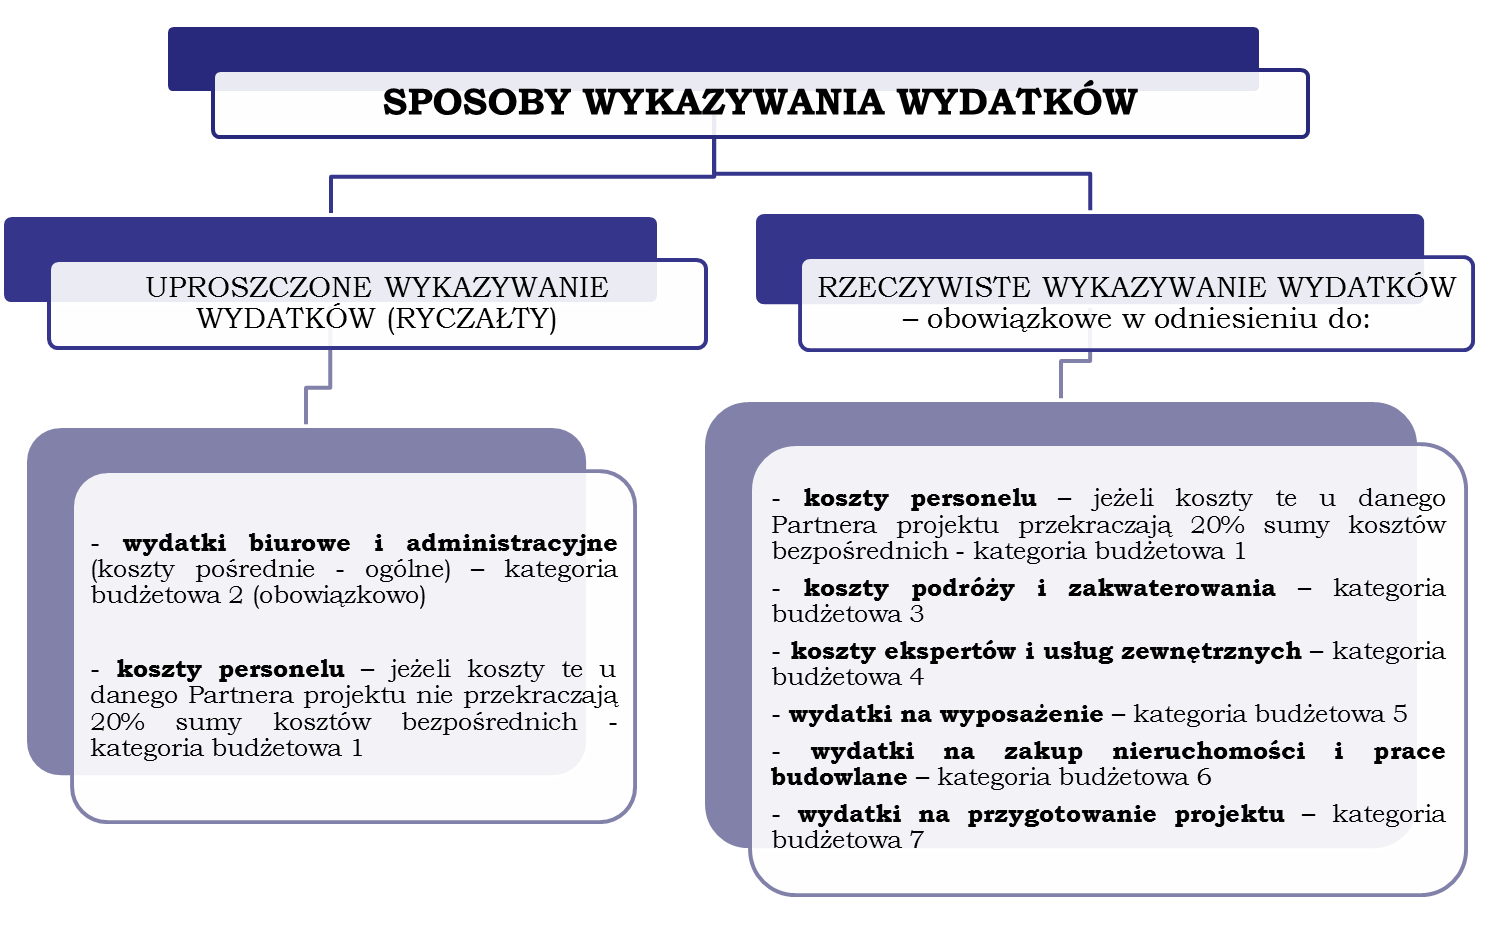 SPOSOBY WYKAZYWANIA WYDATKÓW
UPROSZCZONE WYKAZYWANIE
WYDATKÓW (RYCZAŁTY)
RZECZYWISTE WYKAZYWANIE WYDATKÓW
– obowiązkowe w odniesieniu do:
- wydatki biurowe i administracyjne
(koszty pośrednie - ogólne) – kategoria
budżetowa 2 (obowiązkowo)
- koszty personelu – jeżeli koszty te u
danego Partnera projektu nie przekraczają
20% sumy kosztów bezpośrednich -
kategoria budżetowa 1
- koszty personelu – jeżeli koszty te u danego
Partnera projektu przekraczają 20% sumy kosztów
bezpośrednich - kategoria budżetowa 1
- koszty podróży i zakwaterowania – kategoria
budżetowa 3
- koszty ekspertów i usług zewnętrznych – kategoria
budżetowa 4
- wydatki na wyposażenie – kategoria budżetowa 5
- wydatki na zakup nieruchomości i prace
budowlane – kategoria budżetowa 6
- wydatki na przygotowanie projektu – kategoria
budżetowa 7